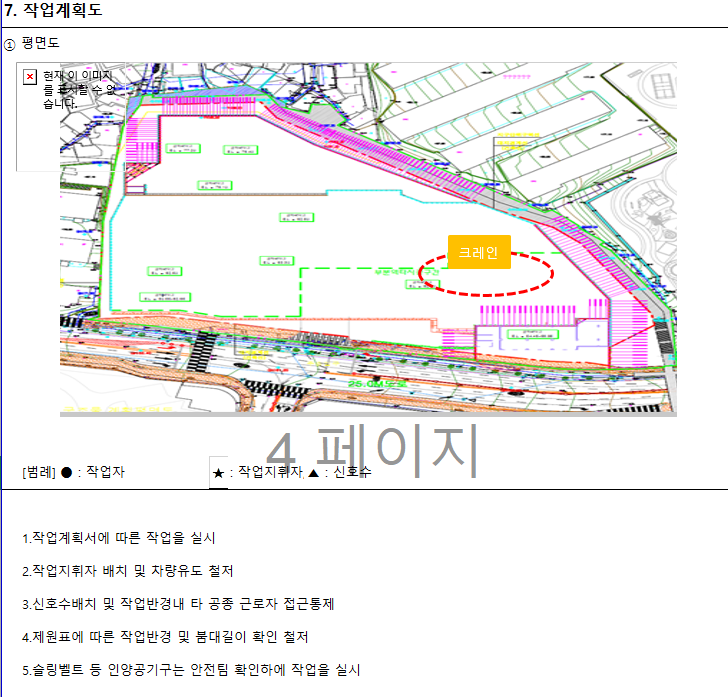 7. 작업계획도
① 평면도
현재 이 이미지
를 표시할 수 없
습니다.
크레인
25.0M도로
4 페이지
[범례] ● : 작업자 ★ : 작업지휘자 ▲ : 신호수
1.작업계획서에 따른 작업을 실시
2.작업지휘자 배치 및 차량유도 철저
3.신호수배치 및 작업반경내 타 공종 근로자 접근통제
4.제원표에 따른 작업반경 및 붐대길이 확인 철저
5.슬링벨트 등 인양공기구는 안전팀 확인하에 작업을 실시